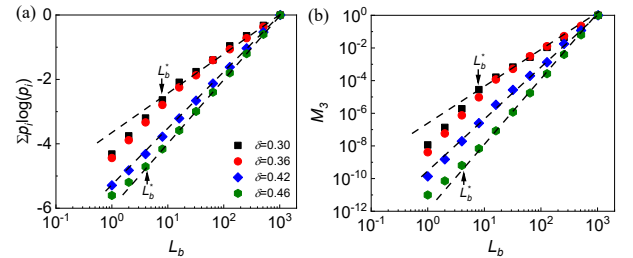 (a)
0
-2
-4
-6
Σp_i log(p_i)
L_b^*
L_b^*
δ=0.30
δ=0.36
δ=0.42
δ=0.46
10^-1 10^0 10^1 10^2 10^3
L_b
(b)
10^0
10^-2
10^-4
10^-6
10^-8
10^-10
10^-12
M_3
L_b^*
L_b^*
10^-1 10^0 10^1 10^2 10^3
L_b